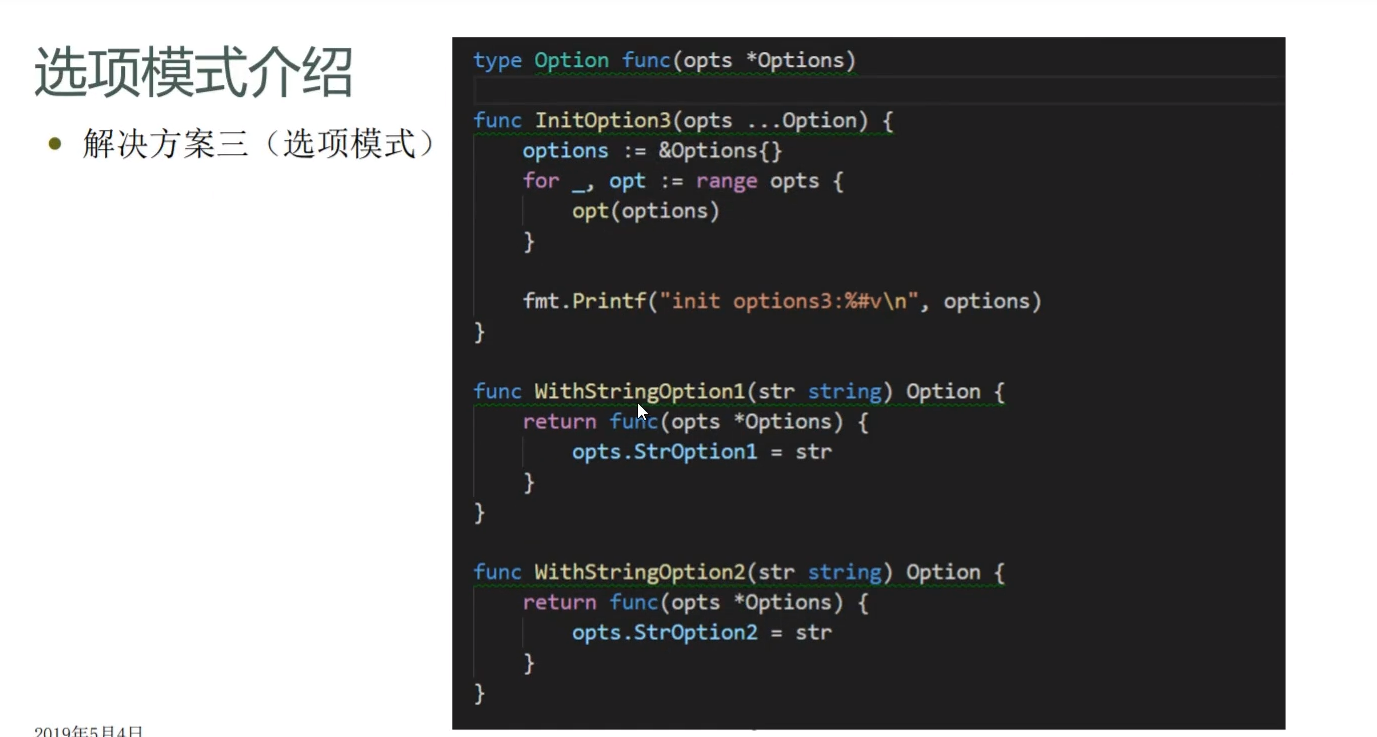 选项模式介绍
• 解决方案三（选项模式）
type Option func(opts *Options)
func InitOption3(opts ...Option) {
    options := &Options{}
    for _, opt := range opts {
        opt(options)
    }
    fmt.Printf("init options3:%#v\n", options)
}
func WithStringOption1(str string) Option {
    return func(opts *Options) {
        opts.StrOption1 = str
    }
}
func WithStringOption2(str string) Option {
    return func(opts *Options) {
        opts.StrOption2 = str
    }
}
2019年5月4日